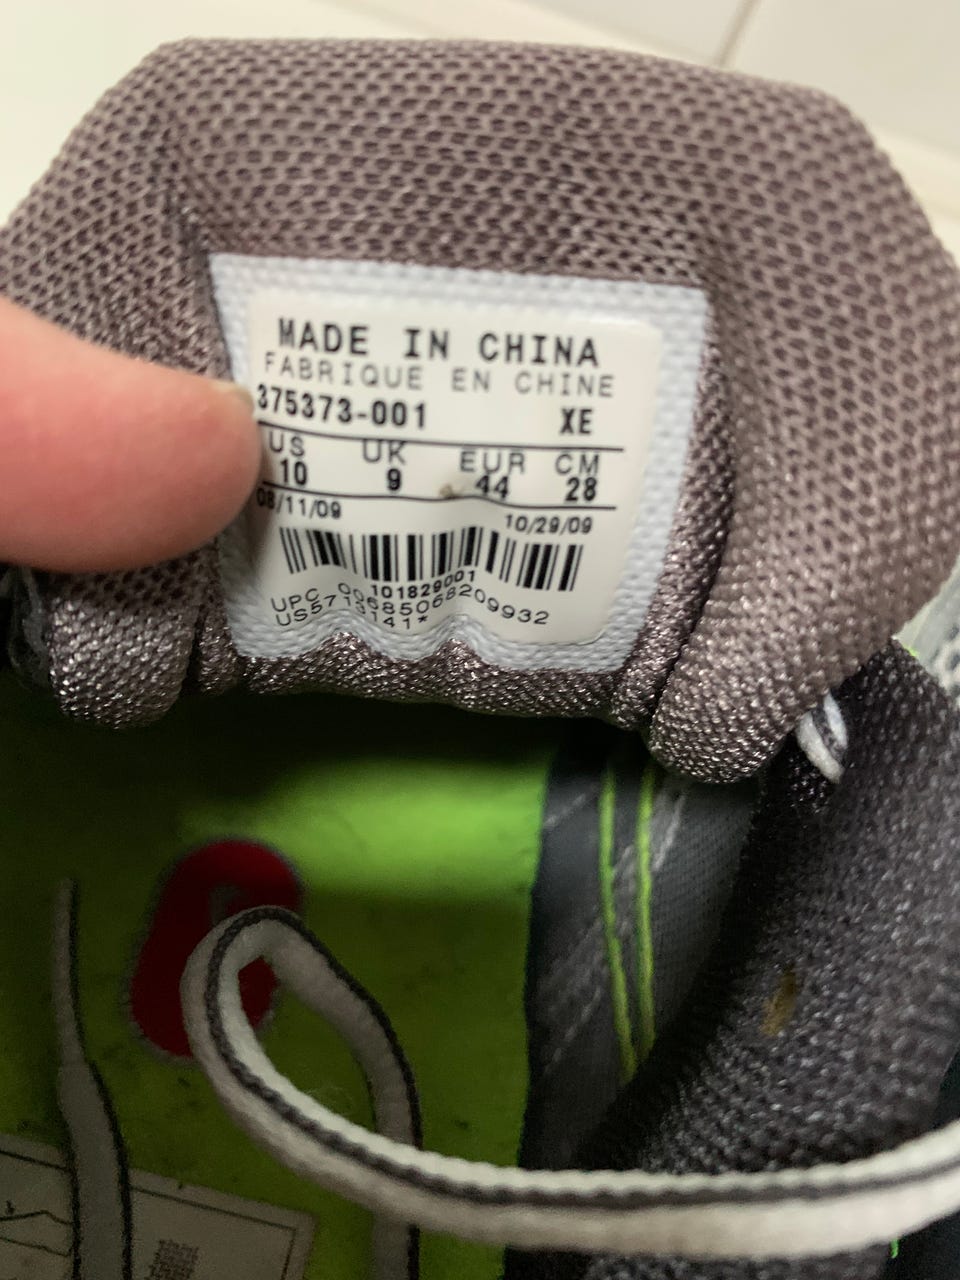 MADE IN CHINA
FABRIQUE EN CHINE
375373-001 XE
US UK EUR CM
10 9 44 28
08/11/09 10/29/09
101829001
UPC 00685068209932
US5713141*